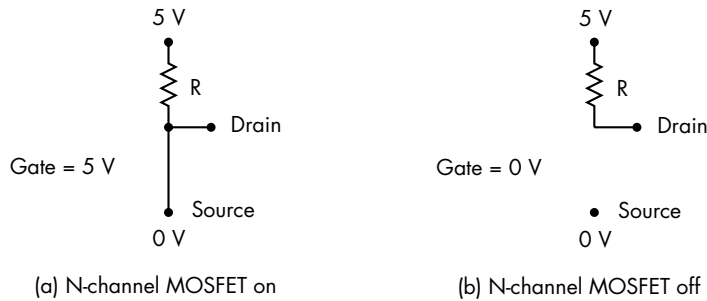 5 V
R
Drain
Gate = 5 V
Source
0 V
(a) N-channel MOSFET on
5 V
R
Drain
Gate = 0 V
Source
0 V
(b) N-channel MOSFET off